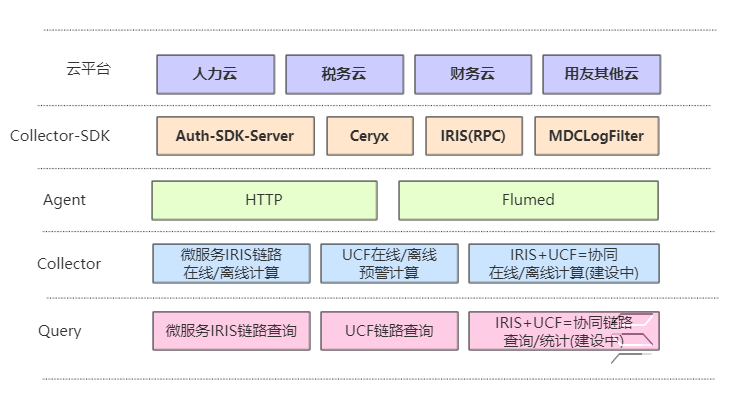 云平台
人力云
税务云
财务云
用友其他云
Collector-SDK
Auth-SDK-Server
Ceryx
IRIS(RPC)
MDCLogFilter
Agent
HTTP
Flumed
Collector
微服务IRIS链路
在线/离线计算
UCF在线/离线
预警计算
IRIS+UCF=协同
在线/离线计算(建设中)
Query
微服务IRIS链路查询
UCF链路查询
IRIS+UCF=协同链路
查询/统计(建设中)